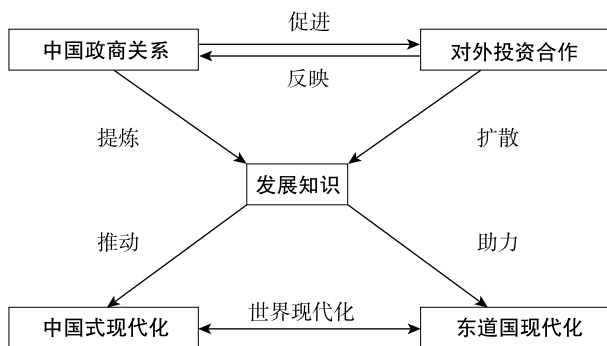 促进
中国政商关系
对外投资合作
反映
提炼
扩散
发展知识
推动
助力
世界现代化
中国式现代化
东道国现代化